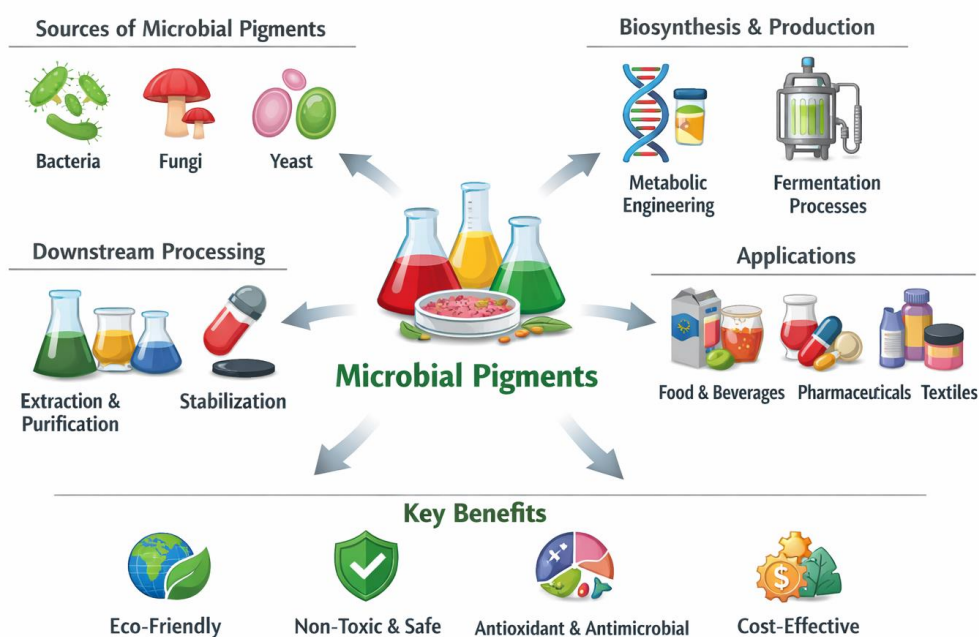 Sources of Microbial Pigments
Bacteria
Fungi
Yeast
Biosynthesis & Production
Metabolic
Engineering
Fermentation
Processes
Downstream Processing
Extraction &
Purification
Stabilization
Applications
Food & Beverages
Pharmaceuticals
Textiles
Microbial Pigments
Key Benefits
Eco-Friendly
Non-Toxic & Safe
Antioxidant & Antimicrobial
Cost-Effective
$